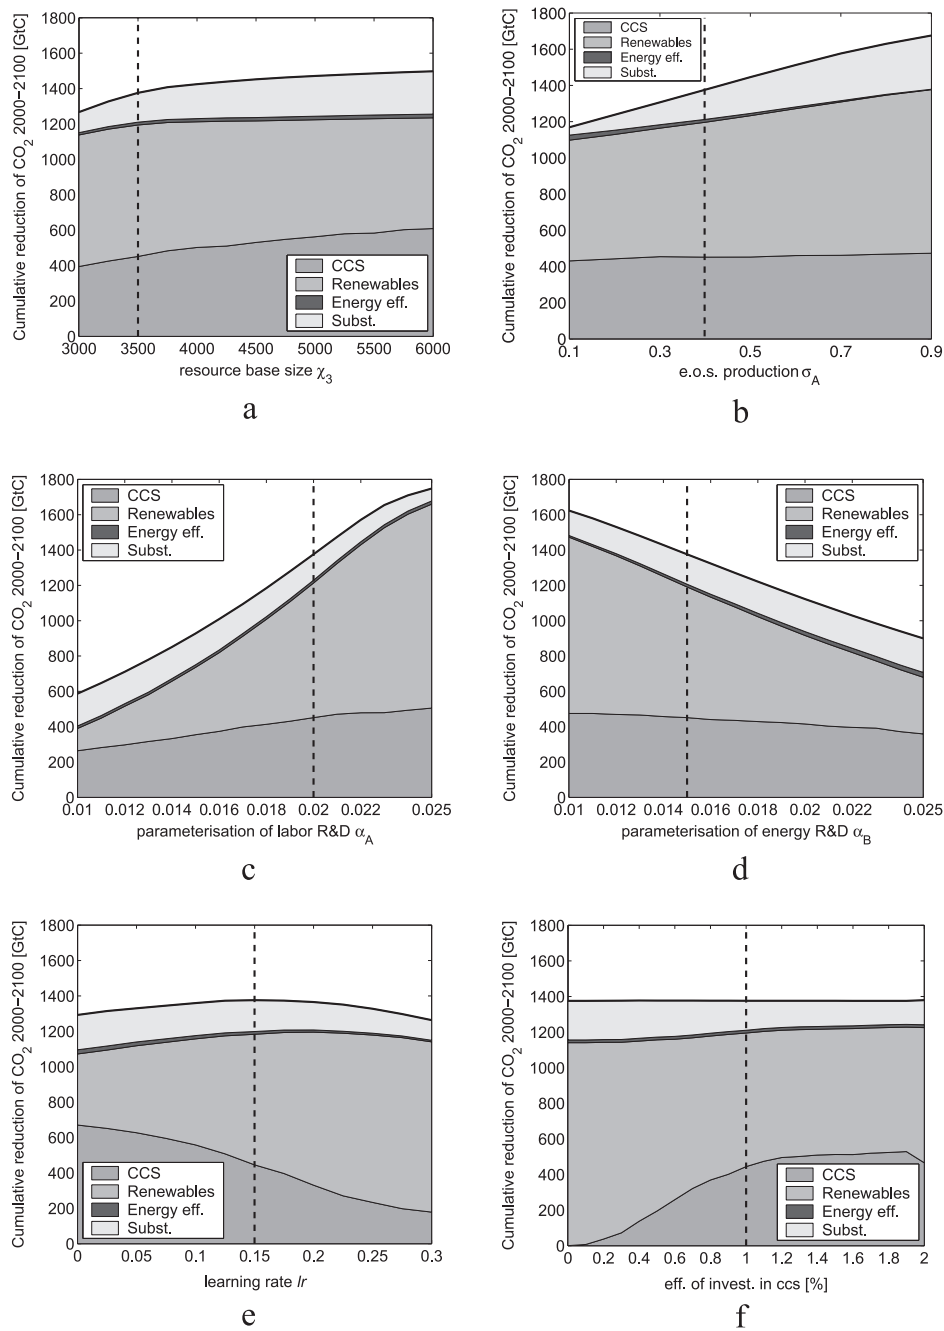 Cumulative reduction of CO2 2000−2100 [GtC]
1800
1600
1400
1200
1000
800
600
400
200
0
CCS
Renewables
Energy eff.
Subst.
3000 3500 4000 4500 5000 5500 6000
resource base size χ3
a
Cumulative reduction of CO2 2000−2100 [GtC]
1800
1600
1400
1200
1000
800
600
400
200
0
CCS
Renewables
Energy eff.
Subst.
0.1 0.3 0.5 0.7 0.9
e.o.s. production σA
b
Cumulative reduction of CO2 2000−2100 [GtC]
1800
1600
1400
1200
1000
800
600
400
200
0
CCS
Renewables
Energy eff.
Subst.
0.01 0.012 0.014 0.016 0.018 0.02 0.022 0.025
parameterisation of labor R&D αA
c
Cumulative reduction of CO2 2000−2100 [GtC]
1800
1600
1400
1200
1000
800
600
400
200
0
CCS
Renewables
Energy eff.
Subst.
0.01 0.012 0.014 0.016 0.018 0.02 0.022 0.025
parameterisation of energy R&D αB
d
Cumulative reduction of CO2 2000−2100 [GtC]
1800
1600
1400
1200
1000
800
600
400
200
0
CCS
Renewables
Energy eff.
Subst.
0 0.05 0.1 0.15 0.2 0.25 0.3
learning rate lr
e
Cumulative reduction of CO2 2000−2100 [GtC]
1800
1600
1400
1200
1000
800
600
400
200
0
CCS
Renewables
Energy eff.
Subst.
0 0.2 0.4 0.6 0.8 1 1.2 1.4 1.6 1.8 2
eff. of invest. in ccs [%]
f